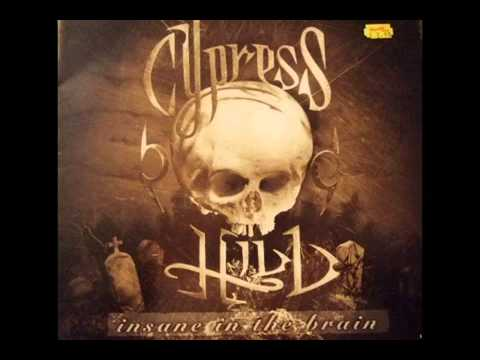 Cypress
Hill
insane in the brain